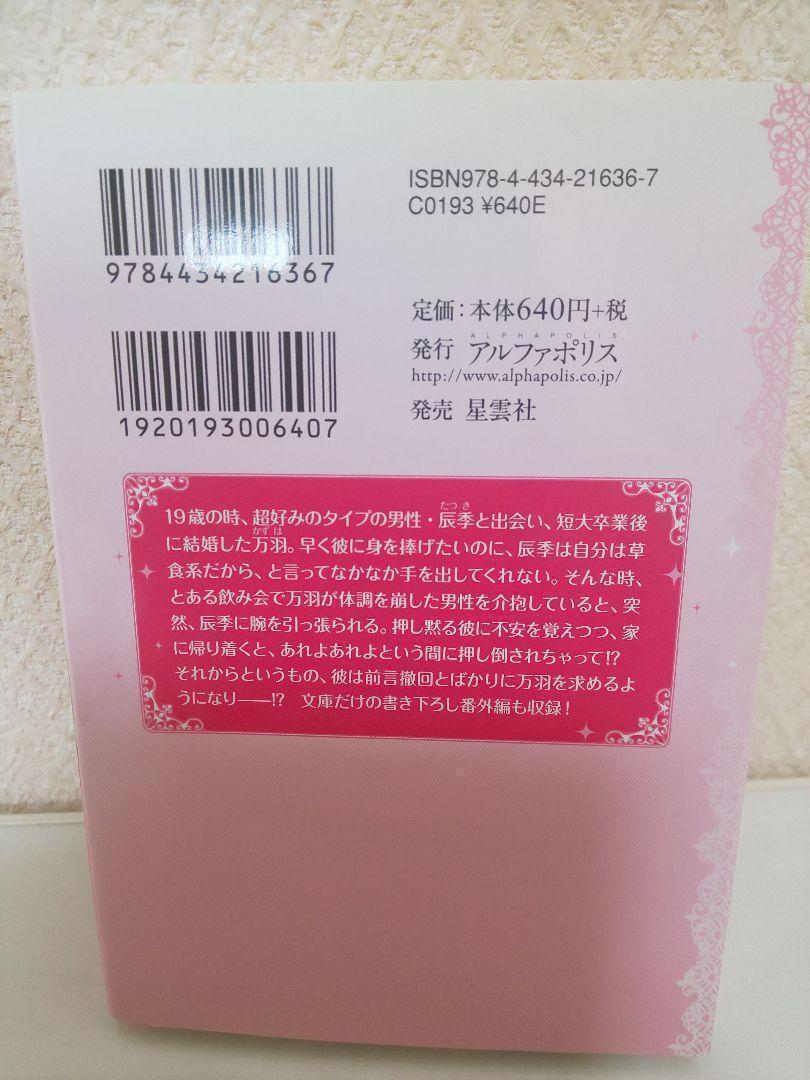 ISBN978-4-434-21636-7
C0193 ¥640E
9784434216367
定価：本体640円+税
ALPHAPOLIS
発行 アルファポリス
http://www.alphapolis.co.jp/
発売 星雲社
1920193006407
たつき
19歳の時、超好みのタイプの男性・辰季と出会い、短大卒業後
かずは
に結婚した万羽。早く彼に身を捧げたいのに、辰季は自分は草
食系だから、と言ってなかなか手を出してくれない。そんな時、
とある飲み会で万羽が体調を崩した男性を介抱していると、突
然、辰季に腕を引っ張られる。押し黙る彼に不安を覚えつつ、家
に帰り着くと、あれよあれよという間に押し倒されちゃって!?
それからというもの、彼は前言撤回とばかりに万羽を求めるよ
うになり――!? 文庫だけの書き下ろし番外編も収録！